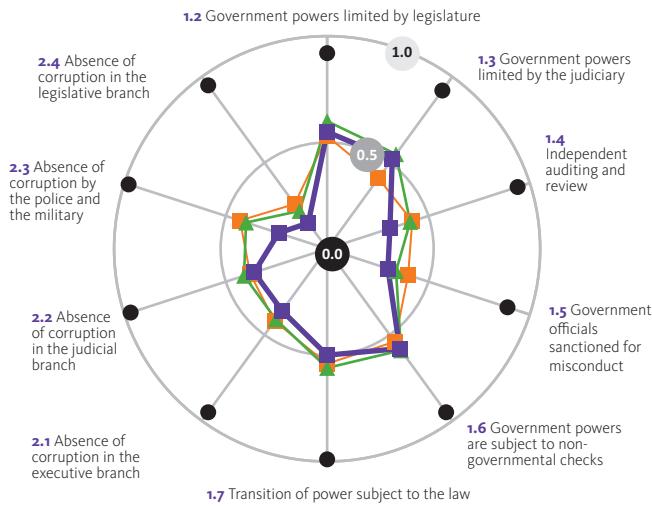 1.2 Government powers limited by legislature
1.0
1.3 Government powers
limited by the judiciary
2.4 Absence of
corruption in the
legislative branch
0.5
1.4
Independent
auditing and
review
2.3 Absence of
corruption by
the police and
the military
0.0
1.5 Government
officials
sanctioned for
misconduct
2.2 Absence
of corruption
in the judicial
branch
1.6 Government powers
are subject to non-
governmental checks
2.1 Absence of
corruption in the
executive branch
1.7 Transition of power subject to the law